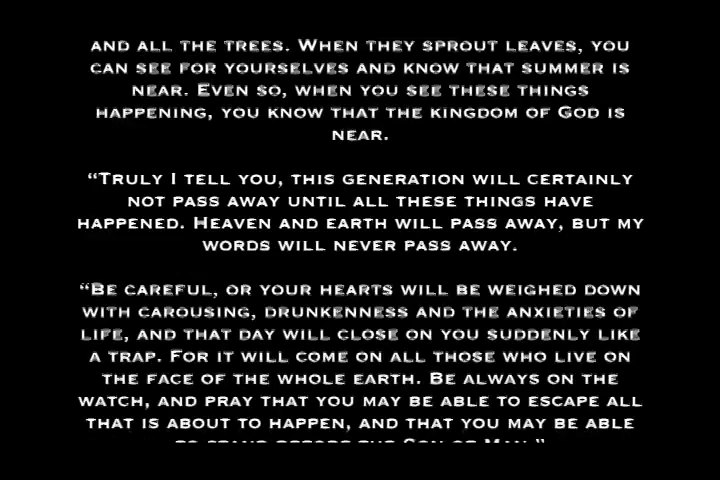 AND ALL THE TREES. WHEN THEY SPROUT LEAVES, YOU
CAN SEE FOR YOURSELVES AND KNOW THAT SUMMER IS
NEAR. EVEN SO, WHEN YOU SEE THESE THINGS
HAPPENING, YOU KNOW THAT THE KINGDOM OF GOD IS
NEAR.
“TRULY I TELL YOU, THIS GENERATION WILL CERTAINLY
NOT PASS AWAY UNTIL ALL THESE THINGS HAVE
HAPPENED. HEAVEN AND EARTH WILL PASS AWAY, BUT MY
WORDS WILL NEVER PASS AWAY.
“BE CAREFUL, OR YOUR HEARTS WILL BE WEIGHED DOWN
WITH CAROUSING, DRUNKENNESS AND THE ANXIETIES OF
LIFE, AND THAT DAY WILL CLOSE ON YOU SUDDENLY LIKE
A TRAP. FOR IT WILL COME ON ALL THOSE WHO LIVE ON
THE FACE OF THE WHOLE EARTH. BE ALWAYS ON THE
WATCH, AND PRAY THAT YOU MAY BE ABLE TO ESCAPE ALL
THAT IS ABOUT TO HAPPEN, AND THAT YOU MAY BE ABLE
TO STAND BEFORE THE SON OF MAN.”